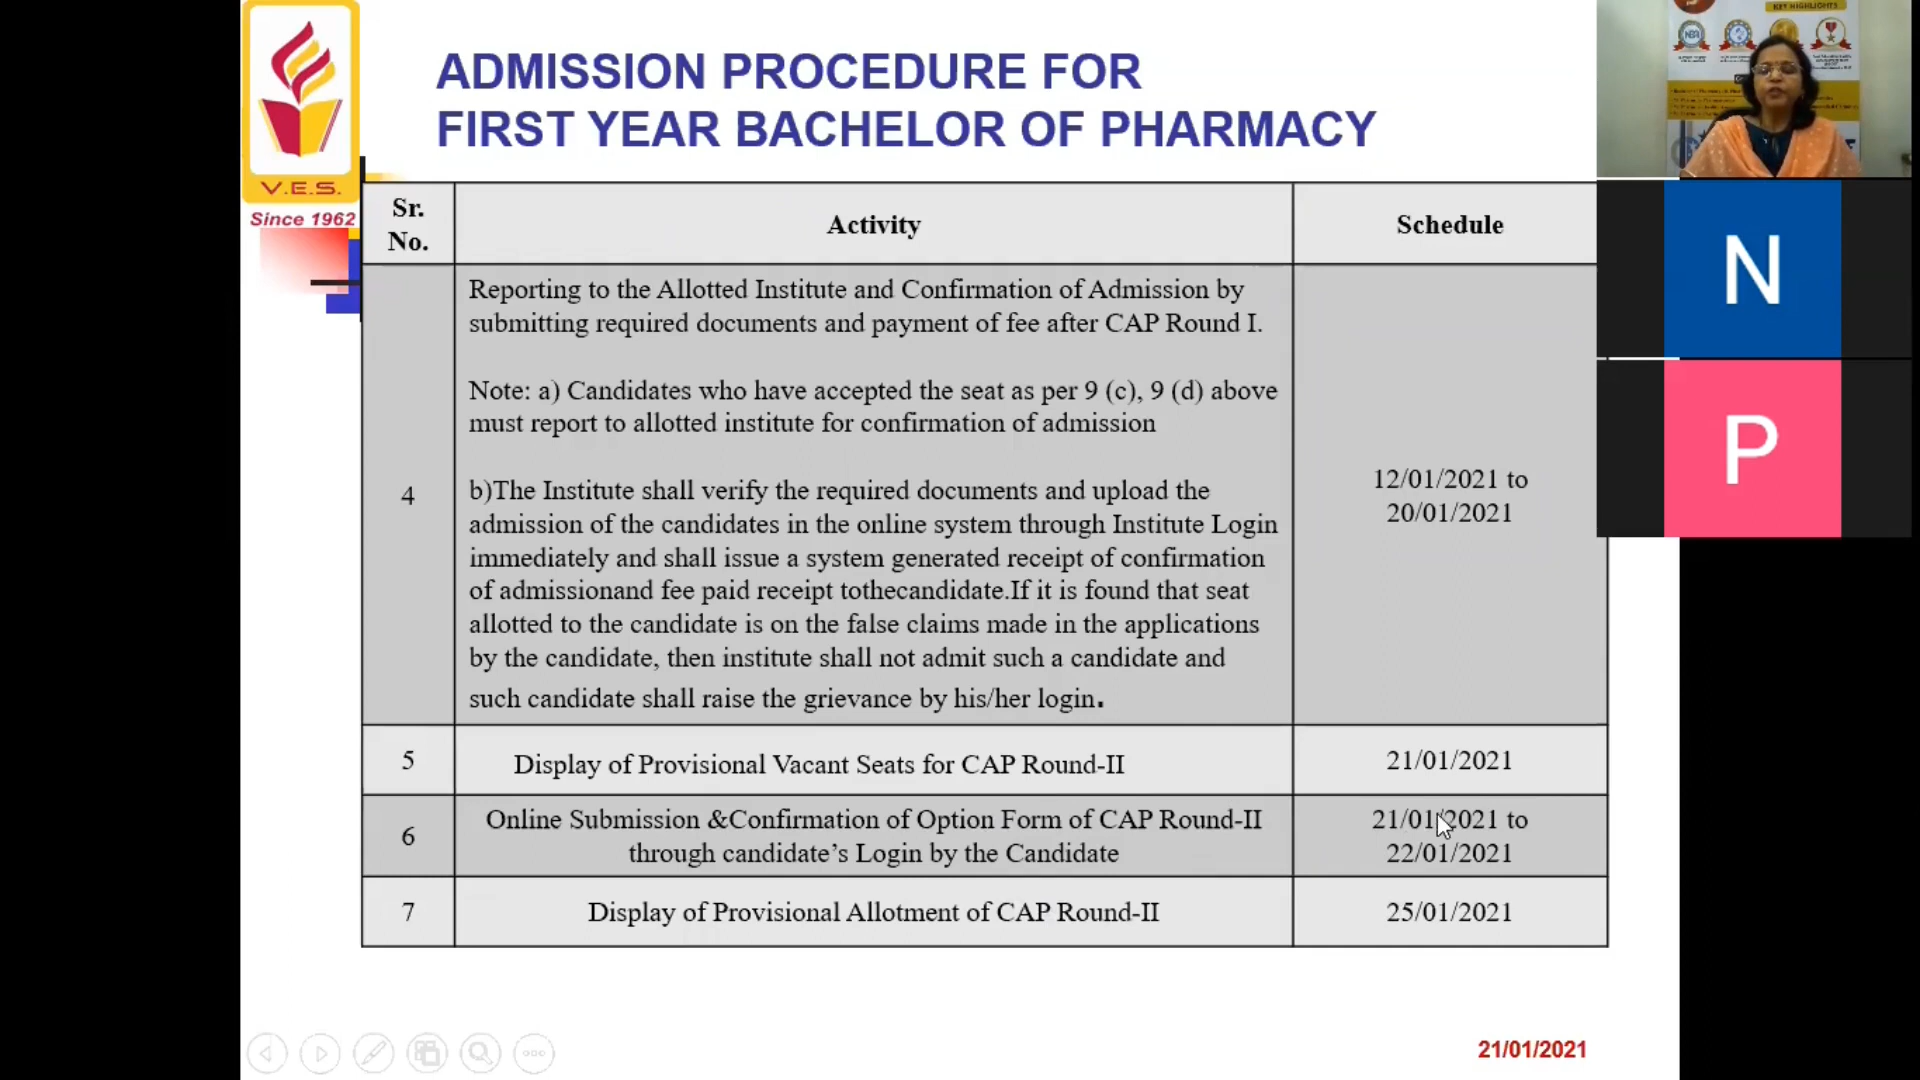 ADMISSION PROCEDURE FOR
FIRST YEAR BACHELOR OF PHARMACY
V.E.S.
Since 1962
Sr.
No.
Activity
Schedule
4
Reporting to the Allotted Institute and Confirmation of Admission by
submitting required documents and payment of fee after CAP Round I.
Note: a) Candidates who have accepted the seat as per 9 (c), 9 (d) above
must report to allotted institute for confirmation of admission
b)The Institute shall verify the required documents and upload the
admission of the candidates in the online system through Institute Login
immediately and shall issue a system generated receipt of confirmation
of admissionand fee paid receipt tothecandidate.If it is found that seat
allotted to the candidate is on the false claims made in the applications
by the candidate, then institute shall not admit such a candidate and
such candidate shall raise the grievance by his/her login.
12/01/2021 to
20/01/2021
5
Display of Provisional Vacant Seats for CAP Round-II
21/01/2021
6
Online Submission &Confirmation of Option Form of CAP Round-II
through candidate's Login by the Candidate
21/01/2021 to
22/01/2021
7
Display of Provisional Allotment of CAP Round-II
25/01/2021
21/01/2021
KEY HIGHLIGHTS
NBA
N
P